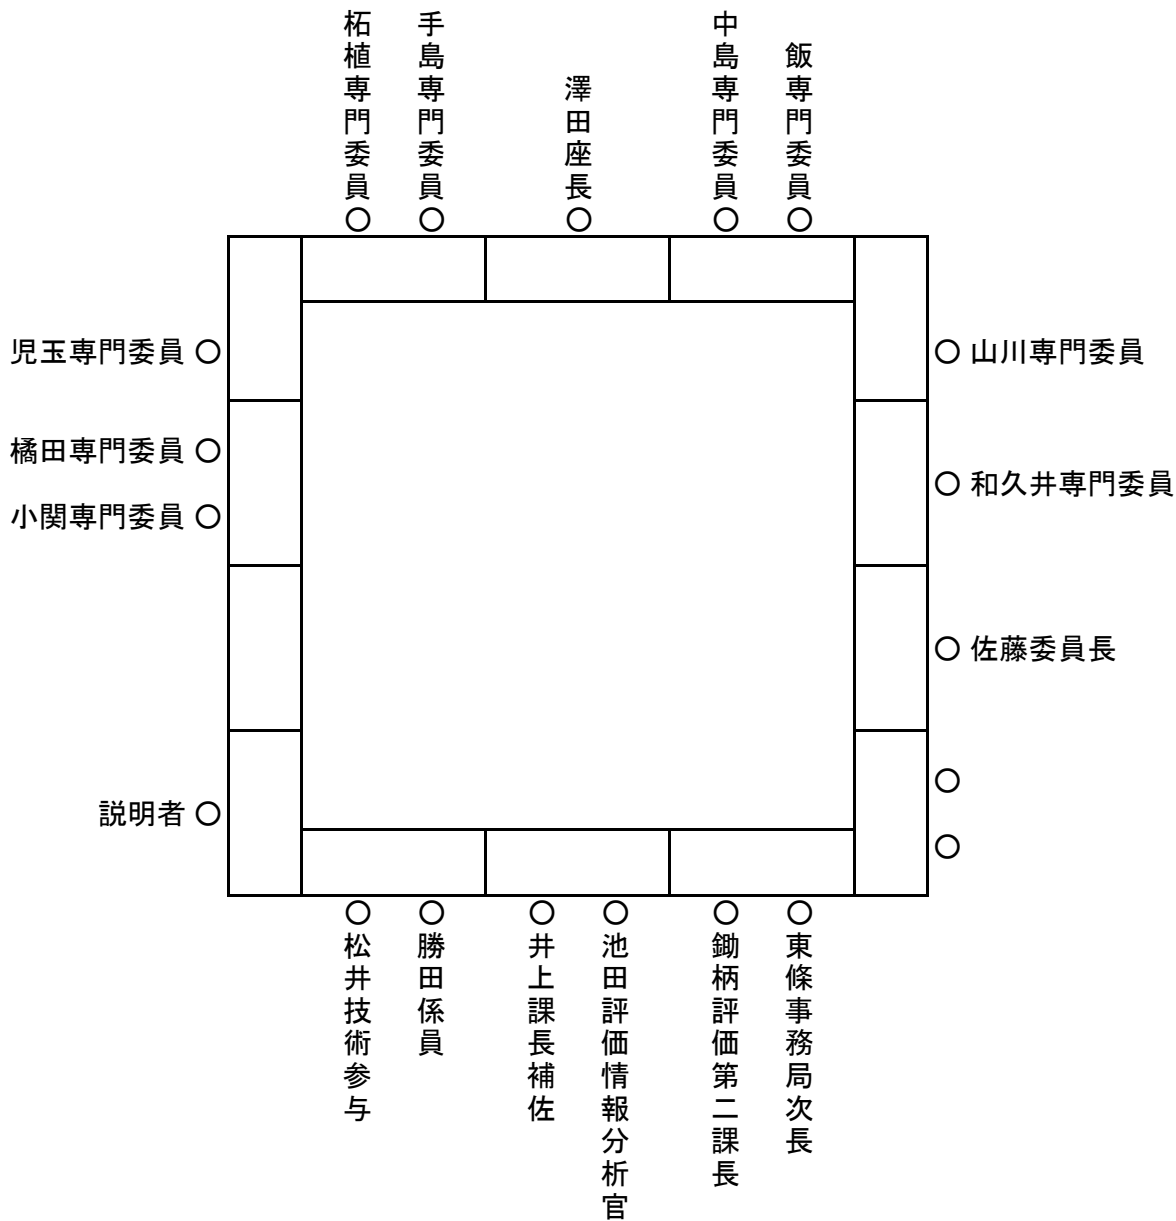 柘植専門委員
手島専門委員
澤田座長
中島専門委員
飯専門委員
児玉専門委員
山川専門委員
橘田専門委員
和久井専門委員
小関専門委員
佐藤委員長
説明者
松井技術参与
勝田係員
井上課長補佐
池田評価情報分析官
鋤柄評価第二課長
東條事務局次長